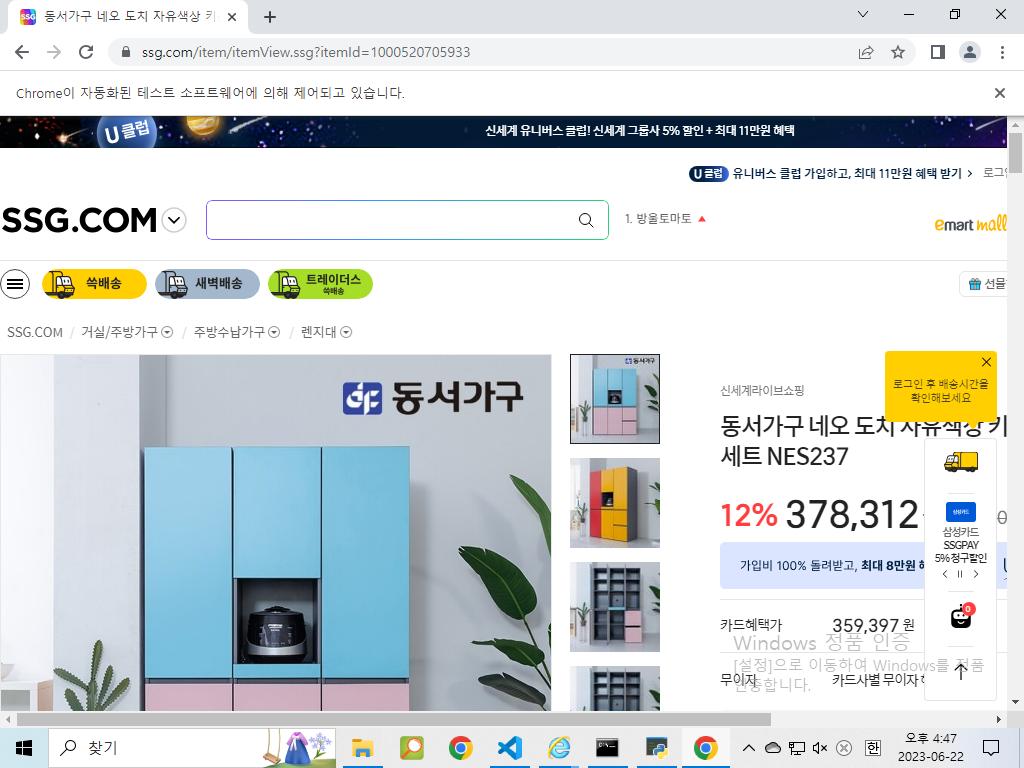 동서가구 네오 도치 자유색상 키
ssg.com/item/itemView.ssg?itemId=1000520705933
Chrome이 자동화된 테스트 소프트웨어에 의해 제어되고 있습니다.
U 클럽
신세계 유니버스 클럽! 신세계 그룹사 5% 할인 + 최대 11만원 혜택
U 클럽 유니버스 클럽 가입하고, 최대 11만원 혜택 받기 > 로그인
SSG.COM
1. 방울토마토
emart mall
쓱배송
새벽배송
트레이더스
쓱배송
선물
SSG.COM / 거실/주방가구 / 주방수납가구 / 렌지대
동서가구
동서가구
신세계라이브쇼핑
로그인 후 배송시간을
확인해보세요
동서가구 네오 도치 자유색상 키
세트 NES237
12% 378,312
삼성카드
삼성카드
SSGPAY
5% 청구할인
가입비 100% 돌려받고, 최대 8만원 혜
카드혜택가 359,397 원
0
Windows 정품 인증
[설정]으로 이동하여 Windows를 정품
인증합니다.
무이자 카드사별 무이자 혜
찾기
오후 4:47
한
2023-06-22